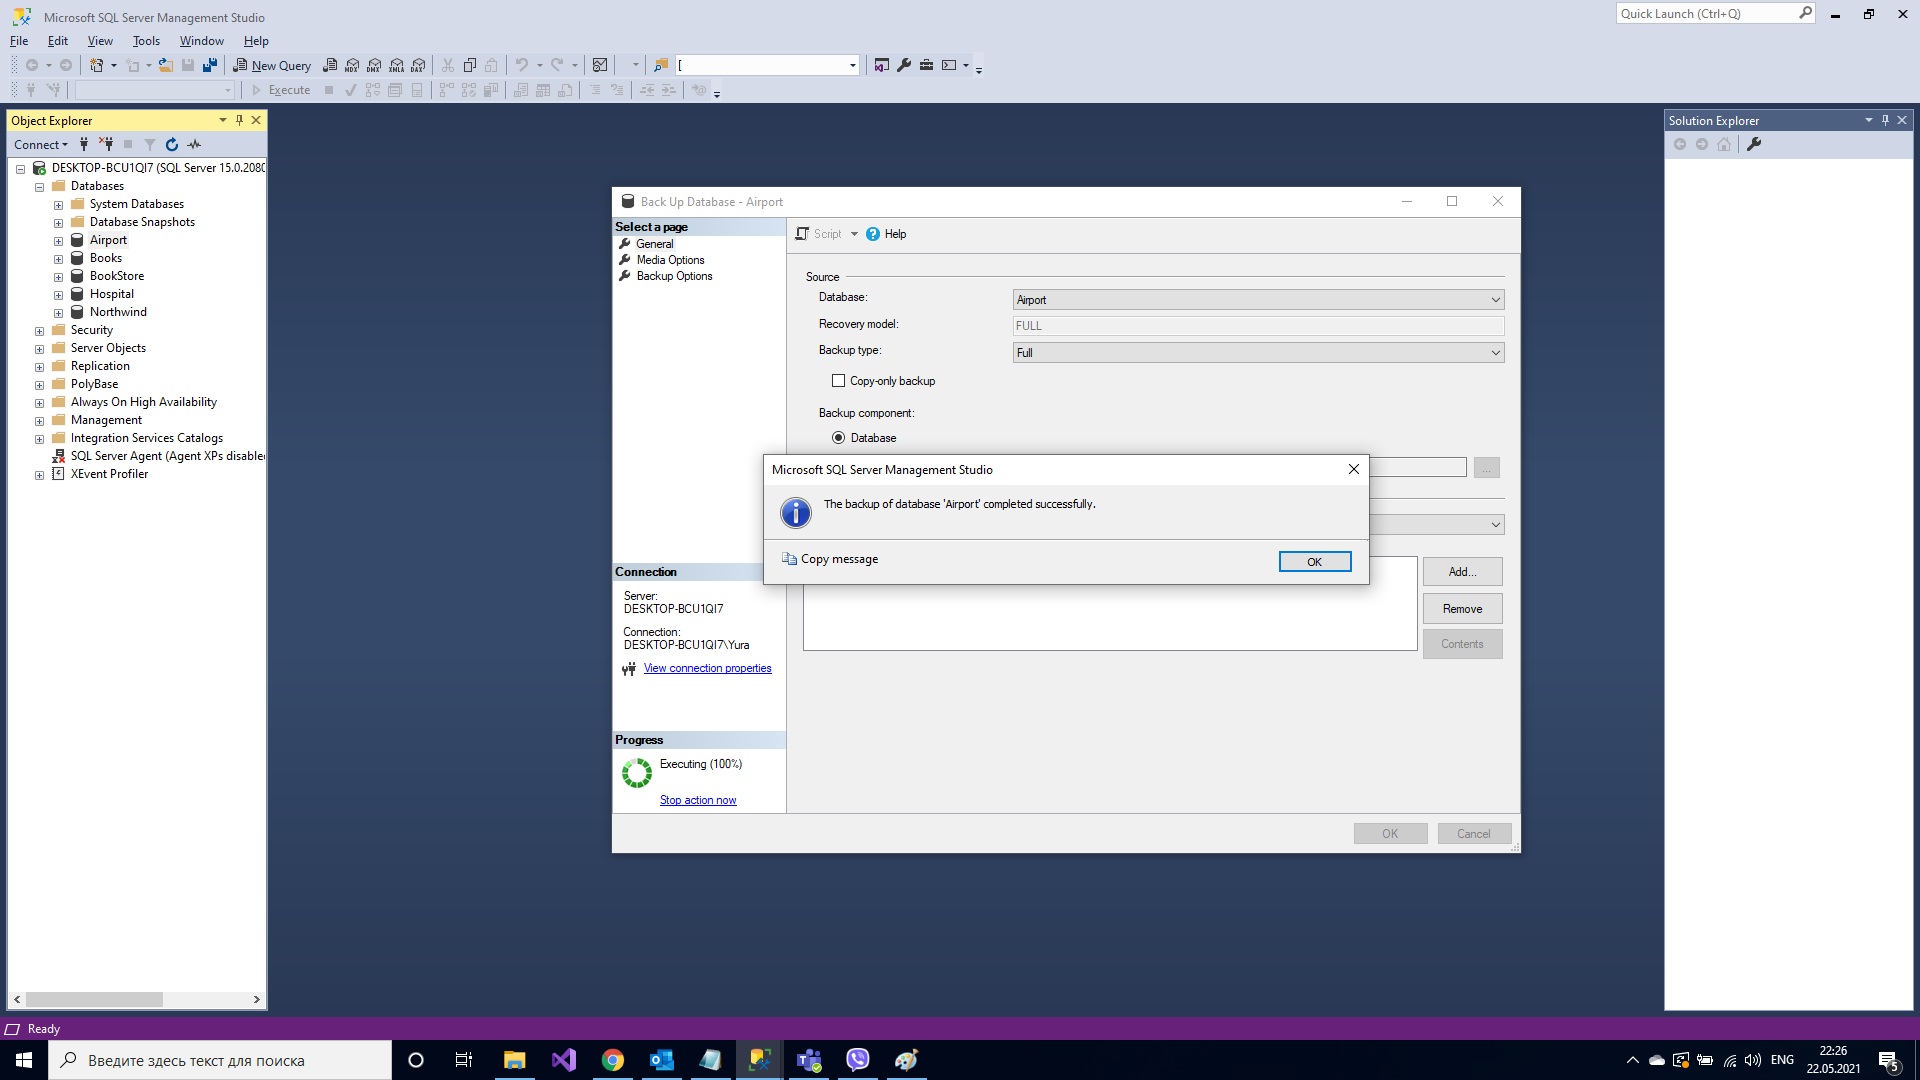 Microsoft SQL Server Management Studio
Quick Launch (Ctrl+Q)
File Edit View Tools Window Help
New Query
MDX DMX XMLA DAX
[
Execute
Object Explorer
Connect
DESKTOP-BCU1QI7 (SQL Server 15.0.2080
Databases
System Databases
Database Snapshots
Airport
Books
BookStore
Hospital
Northwind
Security
Server Objects
Replication
PolyBase
Always On High Availability
Management
Integration Services Catalogs
SQL Server Agent (Agent XPs disable
XEvent Profiler
Solution Explorer
Back Up Database - Airport
Select a page
General
Media Options
Backup Options
Script Help
Source
Database: Airport
Recovery model: FULL
Backup type: Full
Copy-only backup
Backup component:
Database
...
Microsoft SQL Server Management Studio
The backup of database 'Airport' completed successfully.
Copy message
OK
Add...
Remove
Contents
Connection
Server:
DESKTOP-BCU1QI7
Connection:
DESKTOP-BCU1QI7\Yura
View connection properties
Progress
Executing (100%)
Stop action now
OK Cancel
Ready
Введите здесь текст для поиска
ENG
22:26
22.05.2021
5